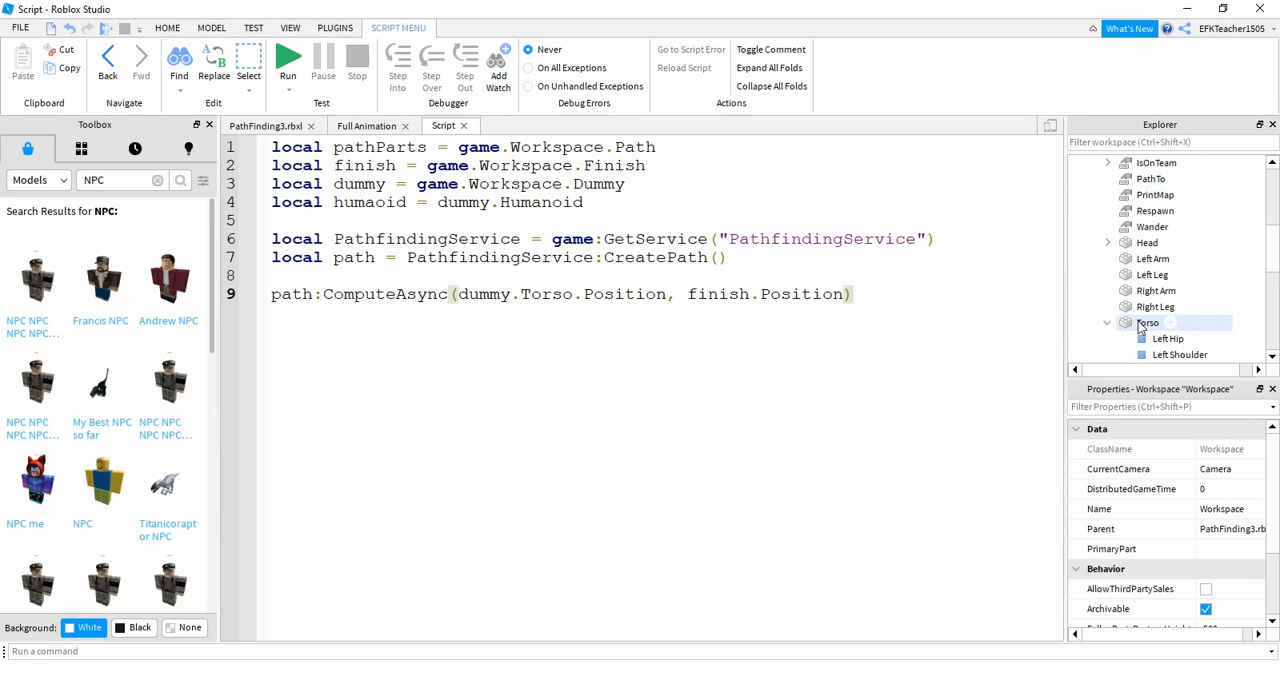 Script - Roblox Studio
FILE HOME MODEL TEST VIEW PLUGINS SCRIPT MENU What's New EFKTeacher1505
Paste Cut Copy Back Fwd Find Replace Select Run Pause Stop Step Into Step Over Step Out Add Watch
Never
On All Exceptions
On Unhandled Exceptions
Go to Script Error
Reload Script
Toggle Comment
Expand All Folds
Collapse All Folds
Clipboard Navigate Edit Test Debugger Debug Errors Actions
Toolbox
PathFinding3.rbxl Full Animation Script
Models NPC
Search Results for NPC:
NPC NPC NPC NPC...
Francis NPC
Andrew NPC
NPC NPC NPC NPC...
My Best NPC so far
NPC NPC NPC NPC...
NPC me
NPC
Titanicorapt or NPC
Background: White Black None
1 local pathParts = game.Workspace.Path
2 local finish = game.Workspace.Finish
3 local dummy = game.Workspace.Dummy
4 local humaoid = dummy.Humanoid
5
6 local PathfindingService = game:GetService("PathfindingService")
7 local path = PathfindingService:CreatePath()
8
9 path:ComputeAsync(dummy.Torso.Position, finish.Position)
Explorer
Filter workspace (Ctrl+Shift+X)
IsOnTeam
PathTo
PrintMap
Respawn
Wander
Head
Left Arm
Left Leg
Right Arm
Right Leg
Torso
Left Hip
Left Shoulder
Properties - Workspace "Workspace"
Filter Properties (Ctrl+Shift+P)
Data
ClassName Workspace
CurrentCamera Camera
DistributedGameTime 0
Name Workspace
Parent PathFinding3.rb
PrimaryPart
Behavior
AllowThirdPartySales
Archivable
Run a command